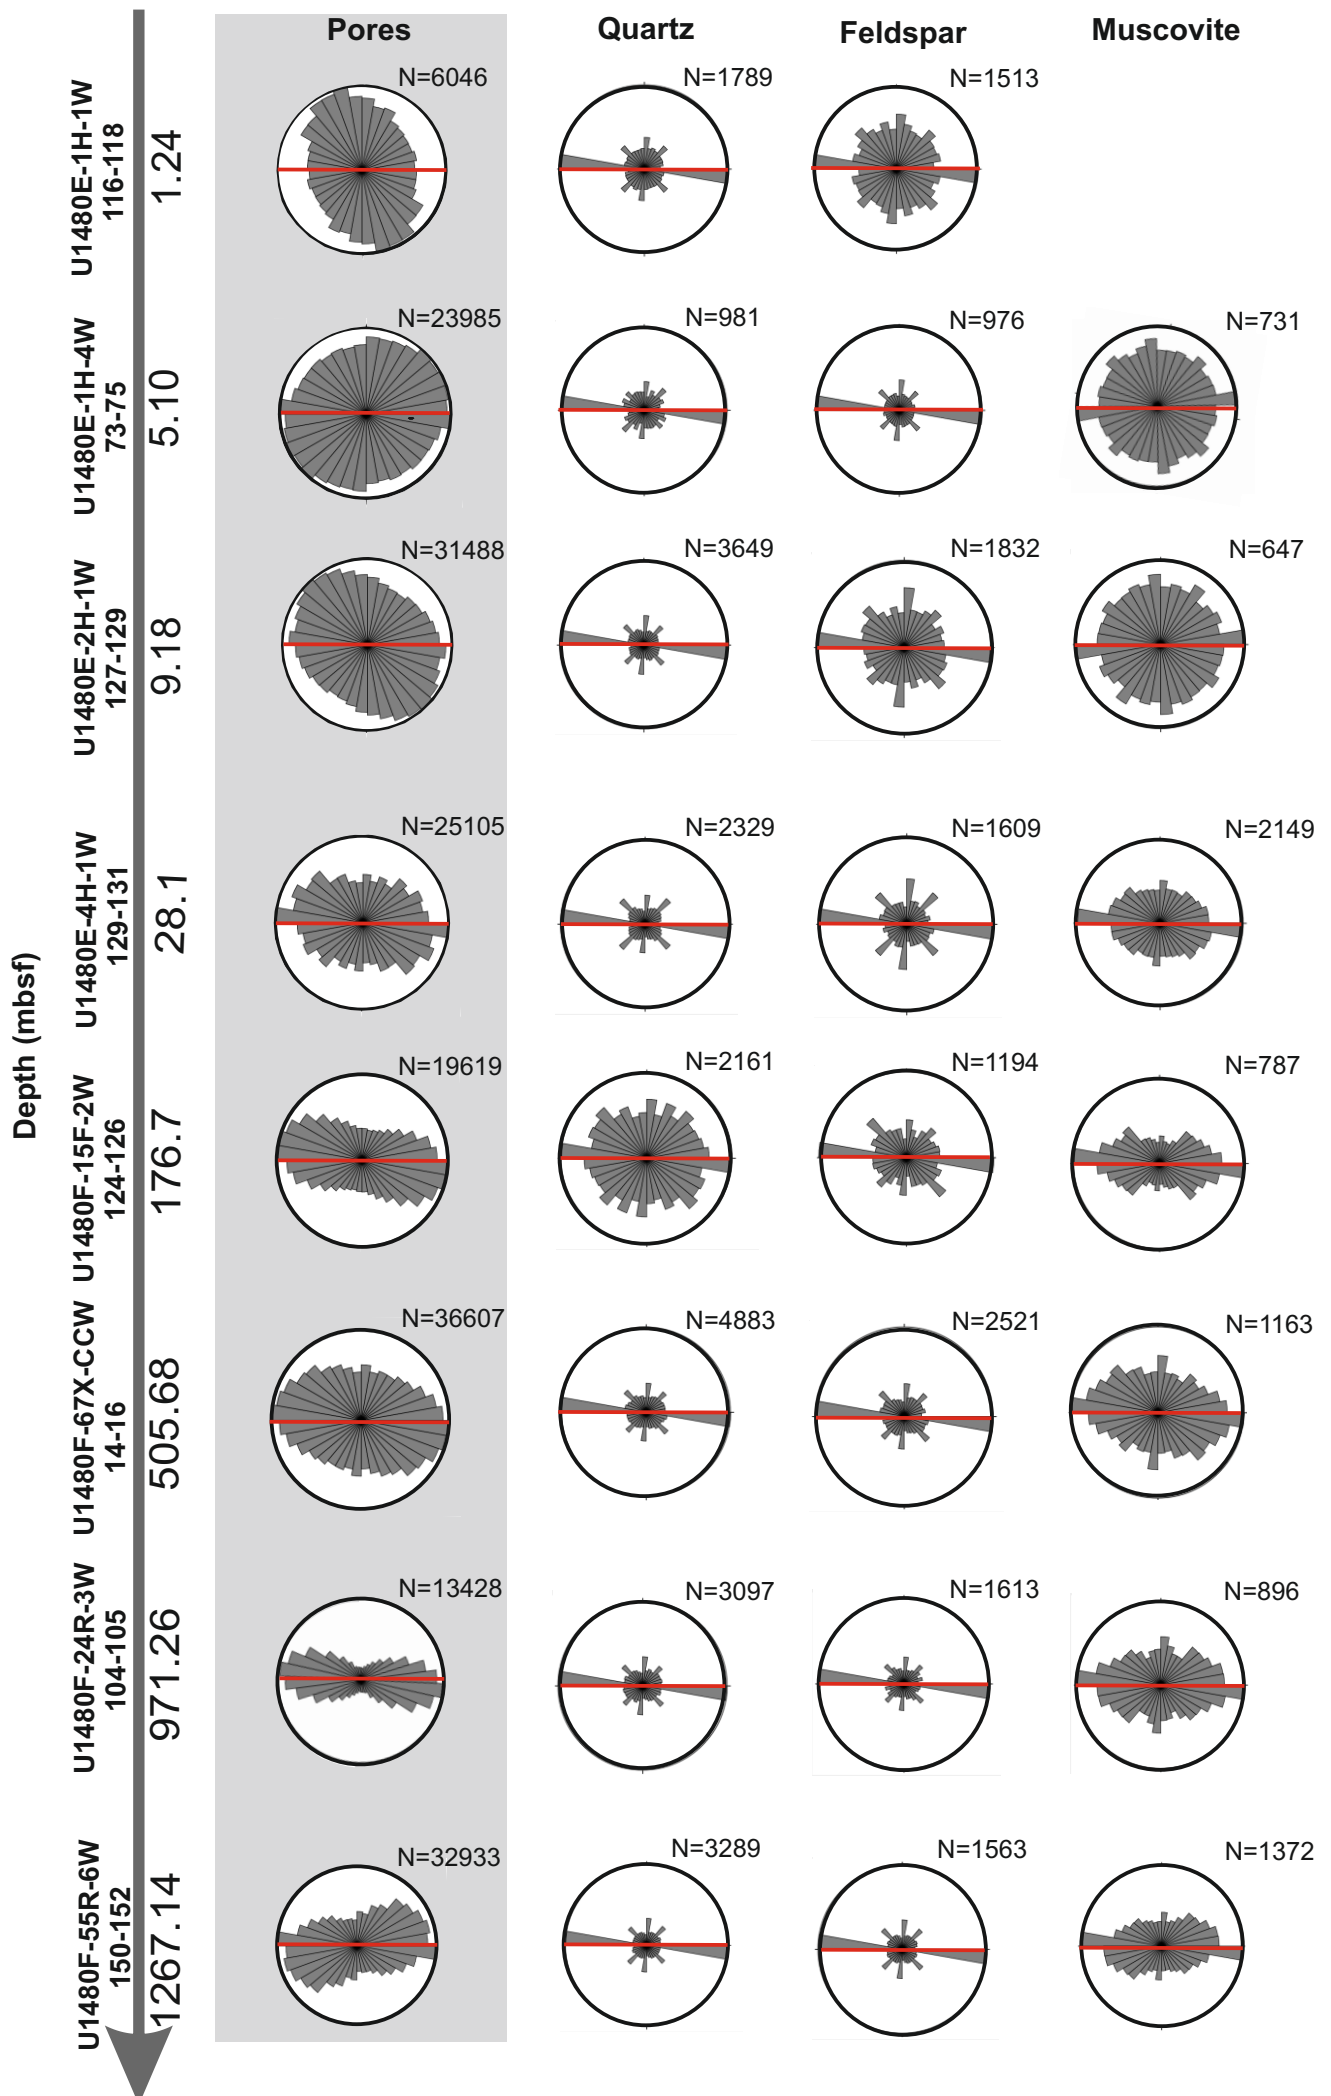 Pores
Quartz
Feldspar
Muscovite
Depth (mbsf)
U1480E-1H-1W
116-118
1.24
N=6046
N=1789
N=1513
U1480E-1H-4W
73-75
5.10
N=23985
N=981
N=976
N=731
U1480E-2H-1W
127-129
9.18
N=31488
N=3649
N=1832
N=647
U1480E-4H-1W
129-131
28.1
N=25105
N=2329
N=1609
N=2149
U1480F-15F-2W
124-126
176.7
N=19619
N=2161
N=1194
N=787
U1480F-67X-CCW
14-16
505.68
N=36607
N=4883
N=2521
N=1163
U1480F-24R-3W
104-105
971.26
N=13428
N=3097
N=1613
N=896
U1480F-55R-6W
150-152
1267.14
N=32933
N=3289
N=1563
N=1372